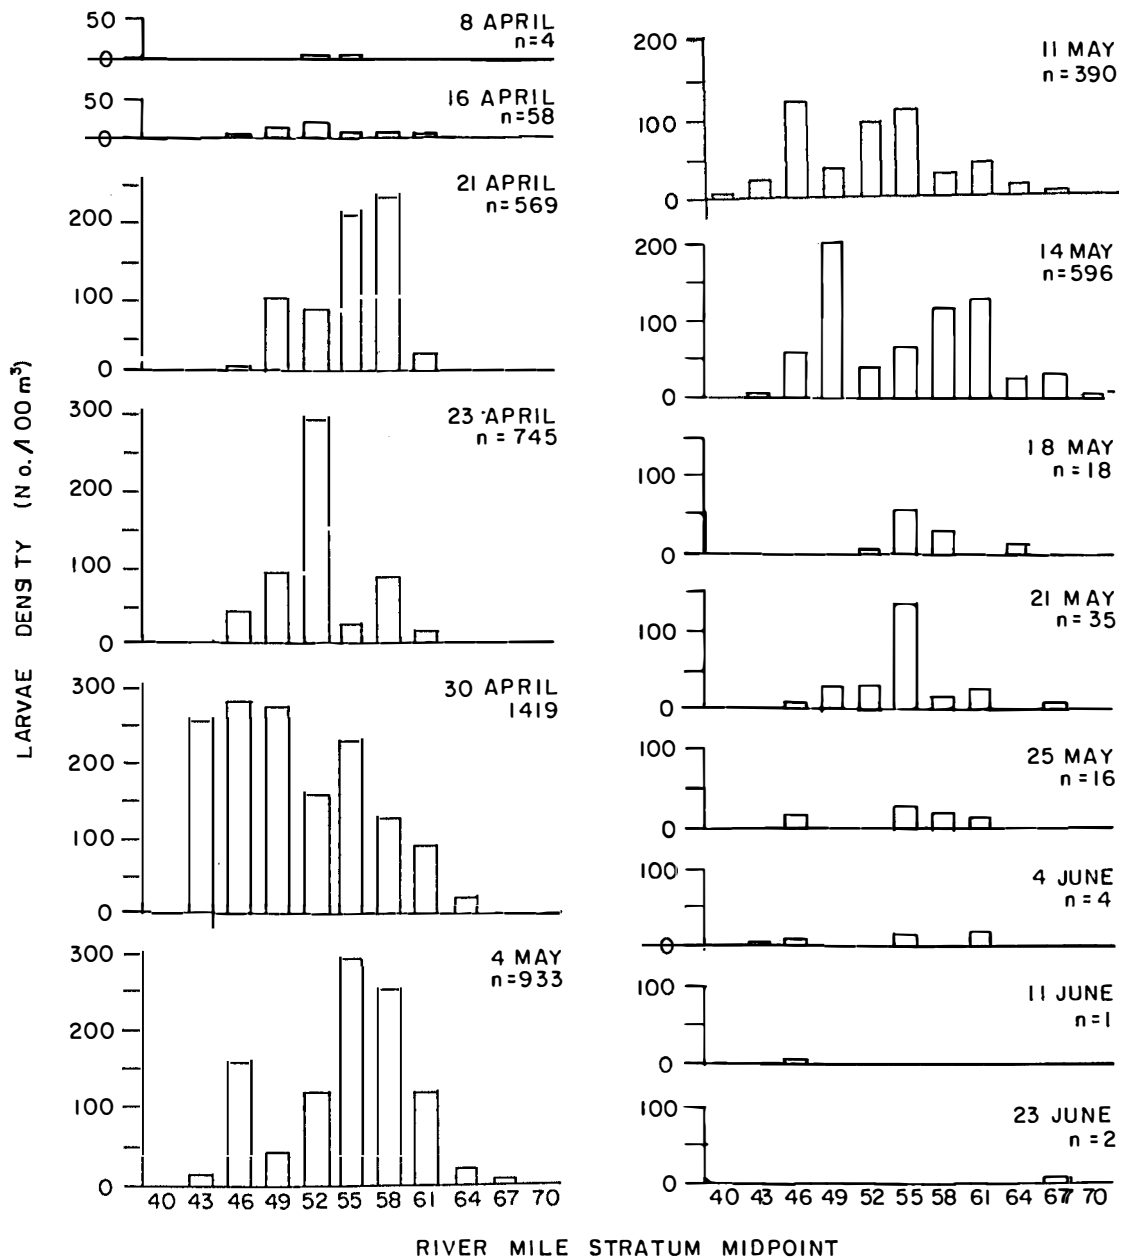 LARVAE DENSITY (No./100 m³)
8 APRIL
n=4
50
0
16 APRIL
n=58
50
0
21 APRIL
n=569
200
100
0
23 APRIL
n=745
300
200
100
0
30 APRIL
1419
300
200
100
0
4 MAY
n=933
300
200
100
0
40 43 46 49 52 55 58 61 64 67 70
11 MAY
n=390
200
100
0
14 MAY
n=596
200
100
0
18 MAY
n=18
100
0
21 MAY
n=35
100
0
25 MAY
n=16
100
0
4 JUNE
n=4
100
0
11 JUNE
n=1
100
0
23 JUNE
n=2
100
0
40 43 46 49 52 55 58 61 64 67 70
RIVER MILE STRATUM MIDPOINT